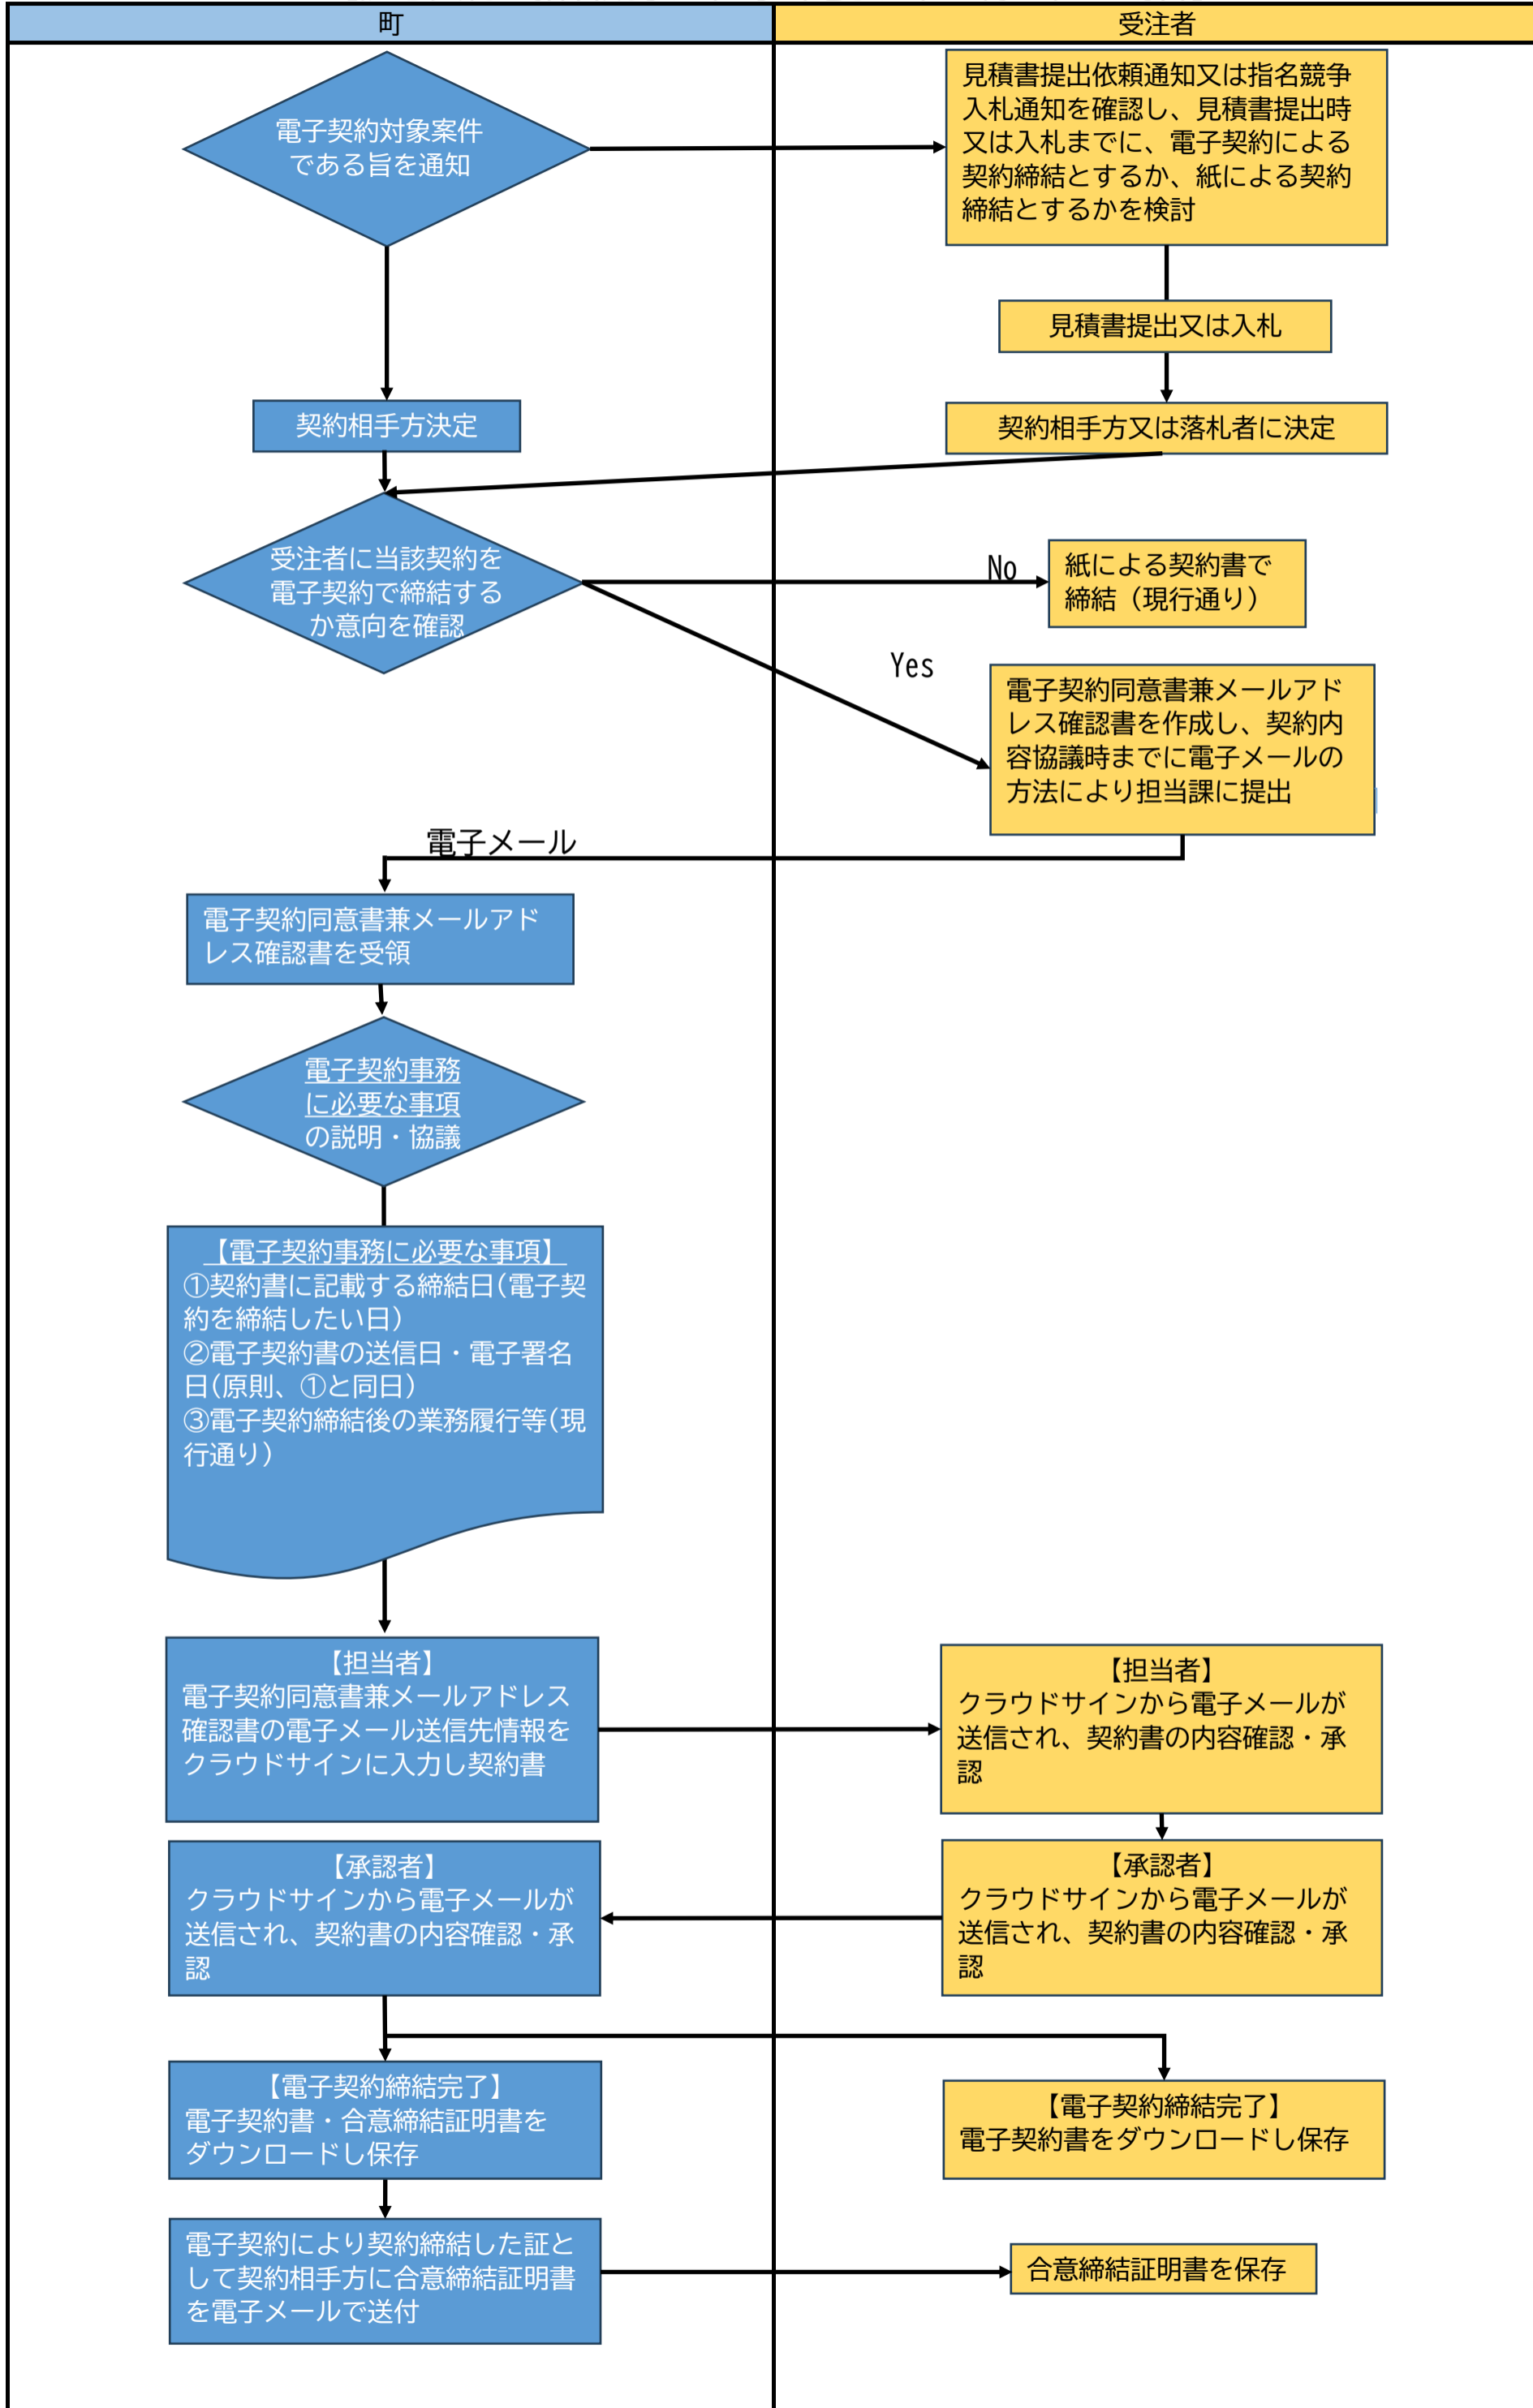 町
受注者
電子契約対象案件
である旨を通知
見積書提出依頼通知又は指名競争
入札通知を確認し、見積書提出時
又は入札までに、電子契約による
契約締結とするか、紙による契約
締結とするかを検討
見積書提出又は入札
契約相手方決定
契約相手方又は落札者に決定
受注者に当該契約を
電子契約で締結する
か意向を確認
No
紙による契約書で
締結（現行通り）
Yes
電子契約同意書兼メールアド
レス確認書を作成し、契約内
容協議時までに電子メールの
方法により担当課に提出
電子メール
電子契約同意書兼メールアド
レス確認書を受領
電子契約事務
に必要な事項
の説明・協議
【電子契約事務に必要な事項】
①契約書に記載する締結日(電子契
約を締結したい日)
②電子契約書の送信日・電子署名
日(原則、①と同日)
③電子契約締結後の業務履行等(現
行通り)
【担当者】
電子契約同意書兼メールアドレス
確認書の電子メール送信先情報を
クラウドサインに入力し契約書
【担当者】
クラウドサインから電子メールが
送信され、契約書の内容確認・承
認
【承認者】
クラウドサインから電子メールが
送信され、契約書の内容確認・承
認
【承認者】
クラウドサインから電子メールが
送信され、契約書の内容確認・承
認
【電子契約締結完了】
電子契約書・合意締結証明書を
ダウンロードし保存
【電子契約締結完了】
電子契約書をダウンロードし保存
電子契約により契約締結した証と
して契約相手方に合意締結証明書
を電子メールで送付
合意締結証明書を保存